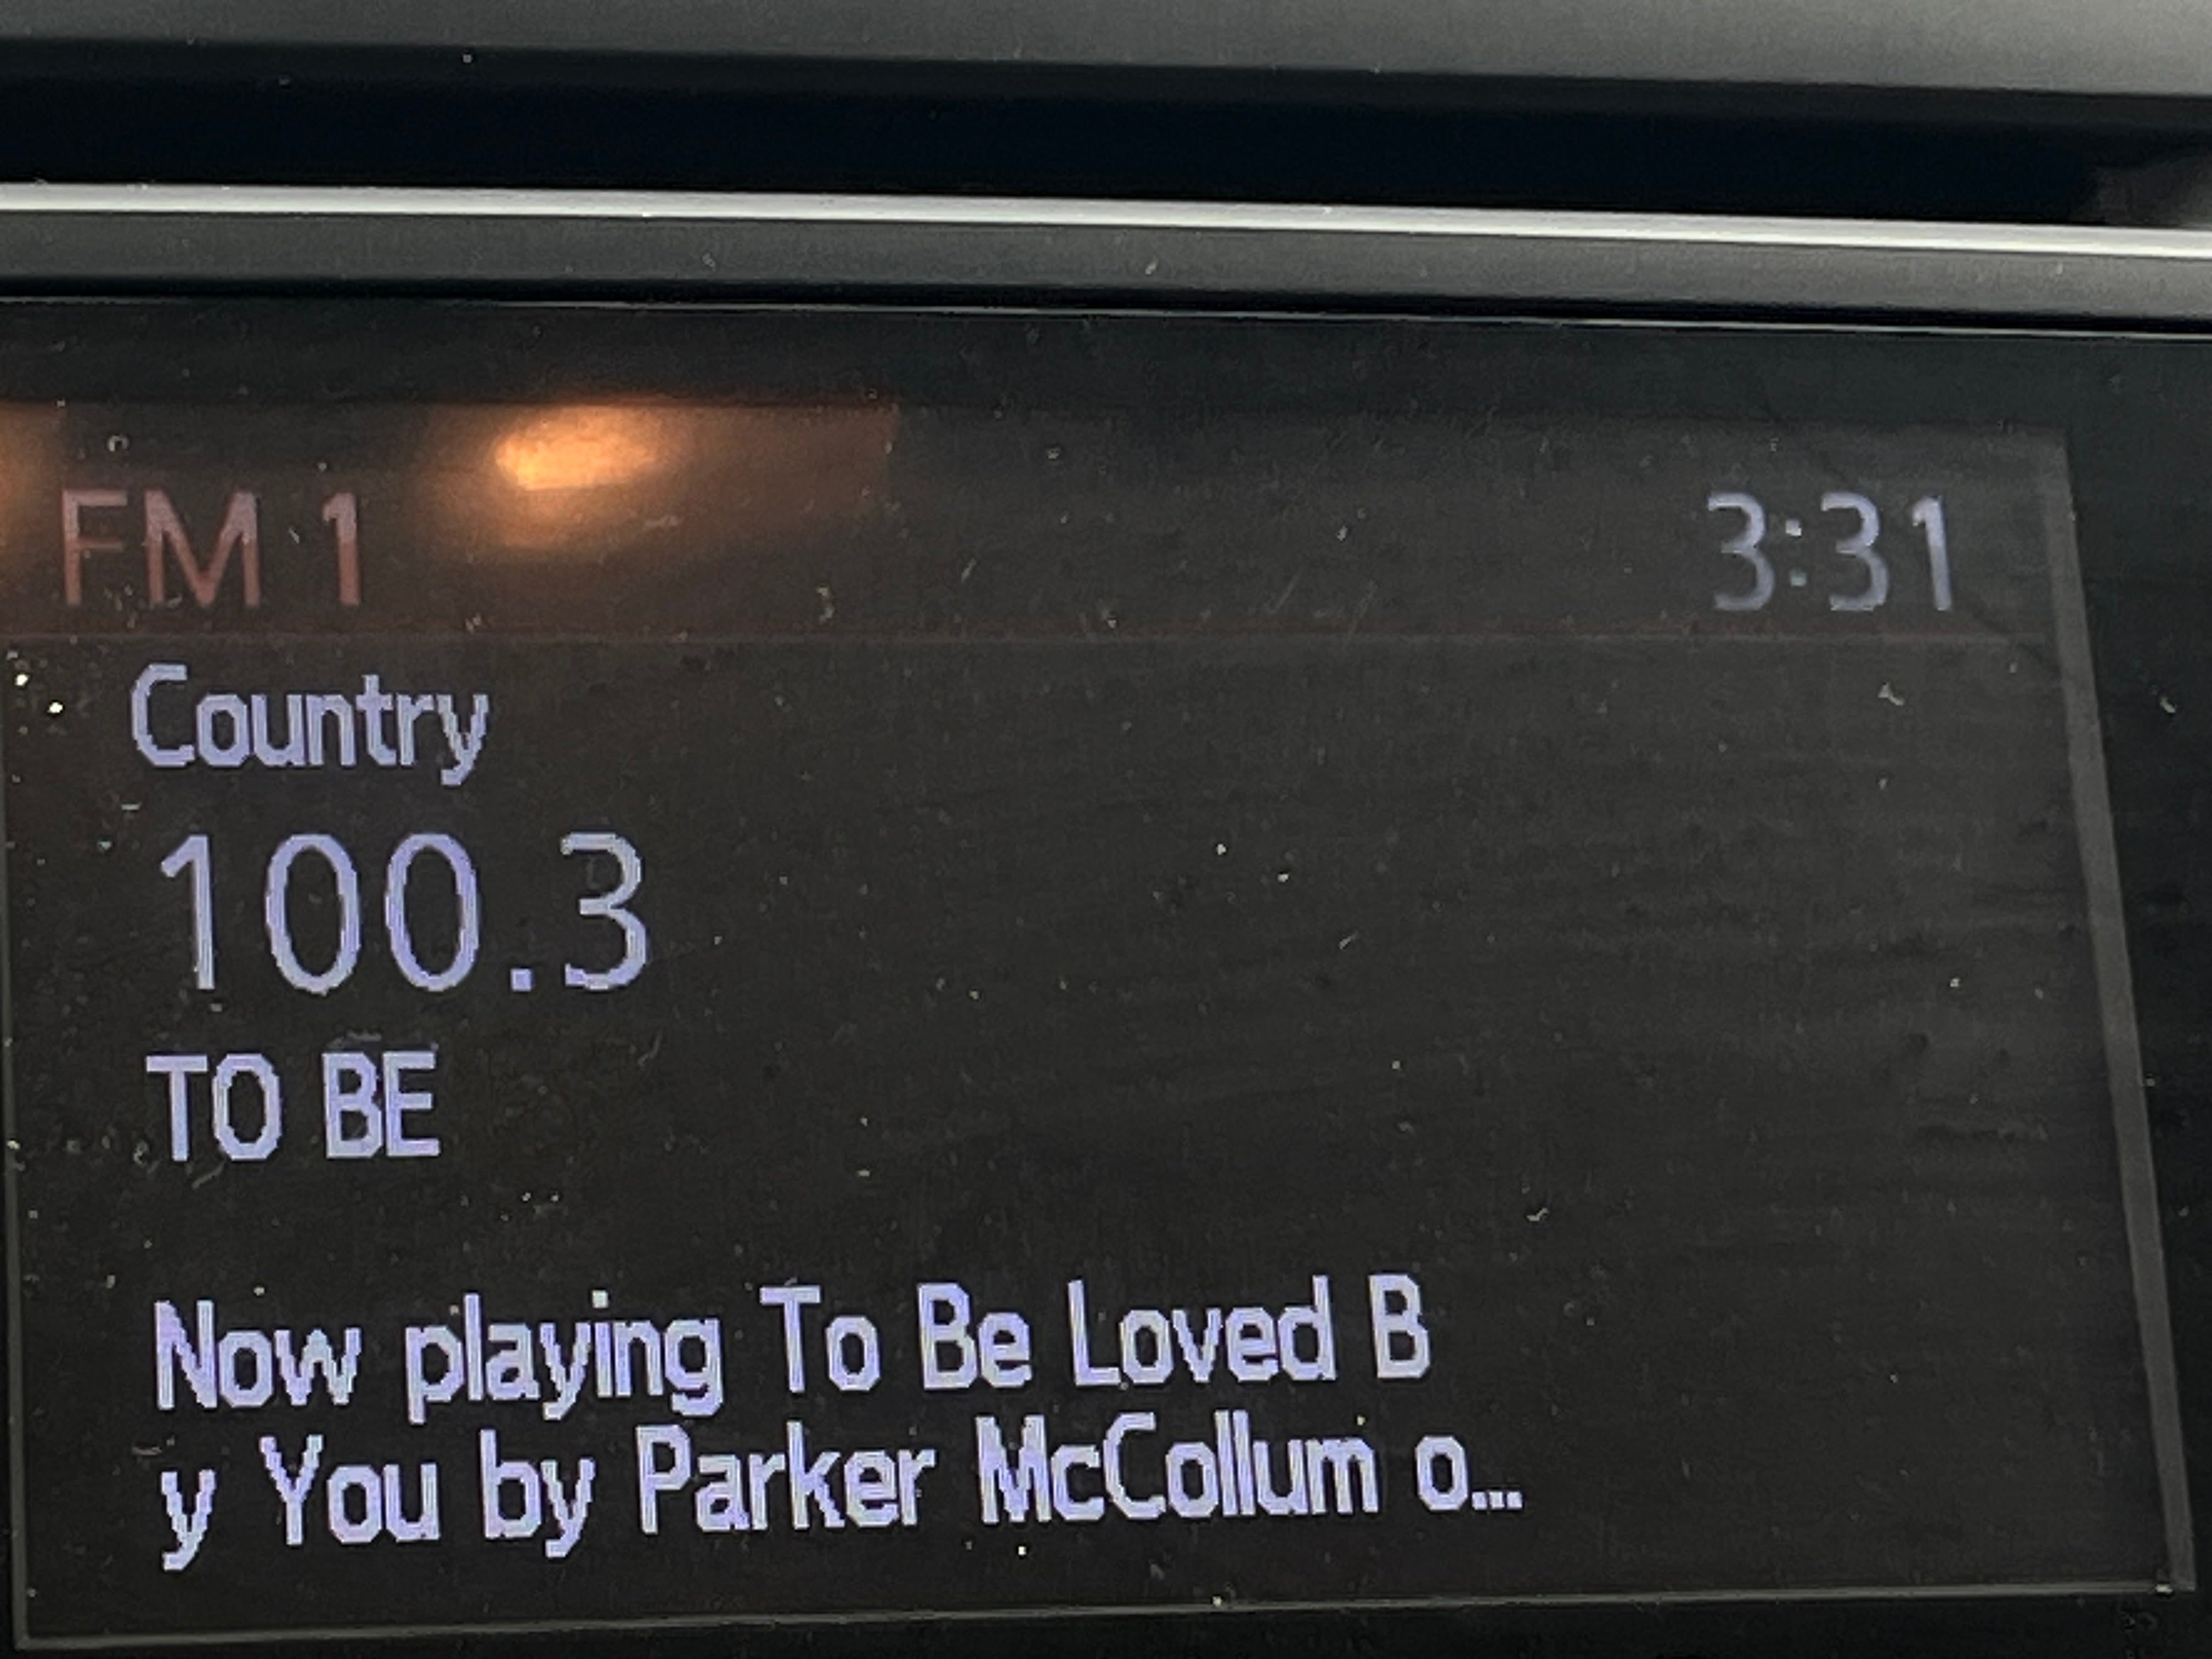 FM 1
3:31
Country
100.3
TO BE
Now playing To Be Loved B
y You by Parker McCollum o...